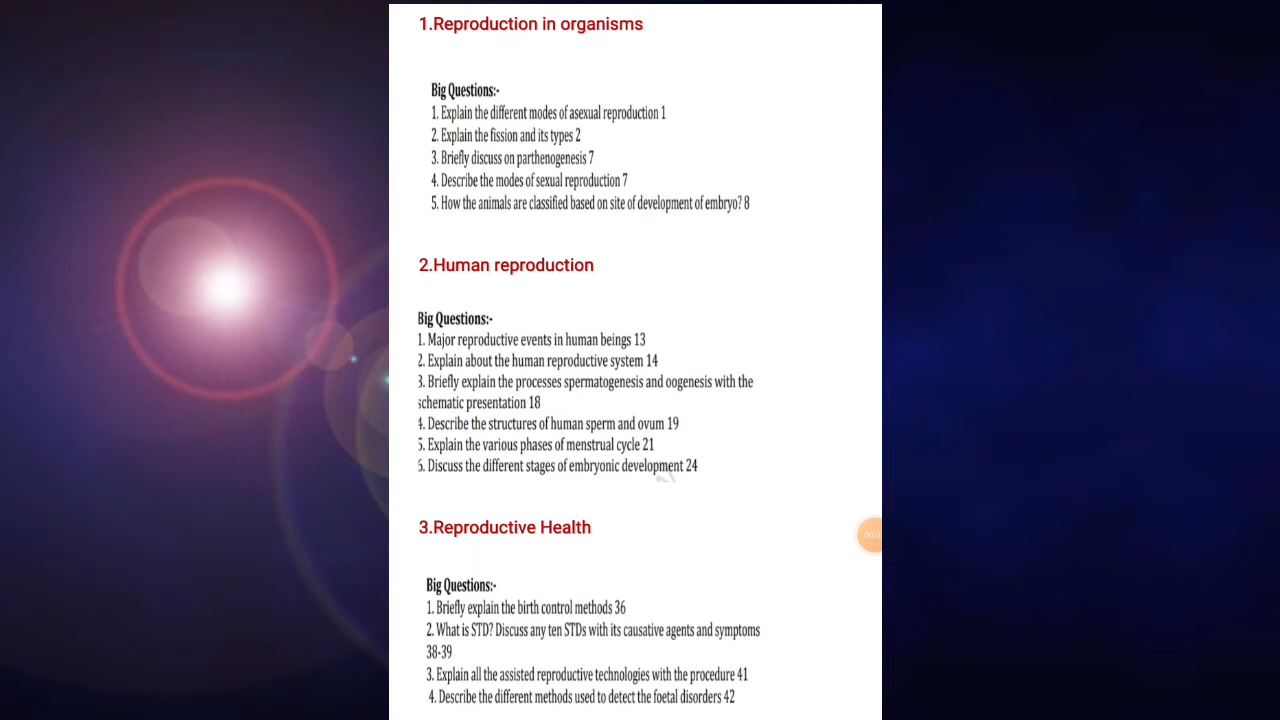 1.Reproduction in organisms
Big Questions:-
1. Explain the different modes of asexual reproduction 1
2. Explain the fission and its types 2
3. Briefly discuss on parthenogenesis 7
4. Describe the modes of sexual reproduction 7
5. How the animals are classified based on site of development of embryo? 8
2.Human reproduction
Big Questions:-
1. Major reproductive events in human beings 13
2. Explain about the human reproductive system 14
3. Briefly explain the processes spermatogenesis and oogenesis with the
schematic presentation 18
4. Describe the structures of human sperm and ovum 19
5. Explain the various phases of menstrual cycle 21
6. Discuss the different stages of embryonic development 24
3.Reproductive Health
Big Questions:-
1. Briefly explain the birth control methods 36
2. What is STD? Discuss any ten STDs with its causative agents and symptoms
38-39
3. Explain all the assisted reproductive technologies with the procedure 41
4. Describe the different methods used to detect the foetal disorders 42